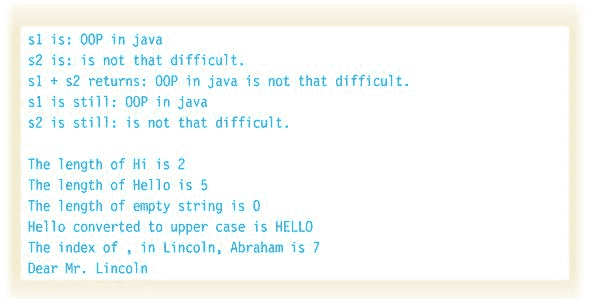 s1 is: OOP in java
s2 is: is not that difficult.
s1 + s2 returns: OOP in java is not that difficult.
s1 is still: OOP in java
s2 is still: is not that difficult.
The length of Hi is 2
The length of Hello is 5
The length of empty string is 0
Hello converted to upper case is HELLO
The index of , in Lincoln, Abraham is 7
Dear Mr. Lincoln